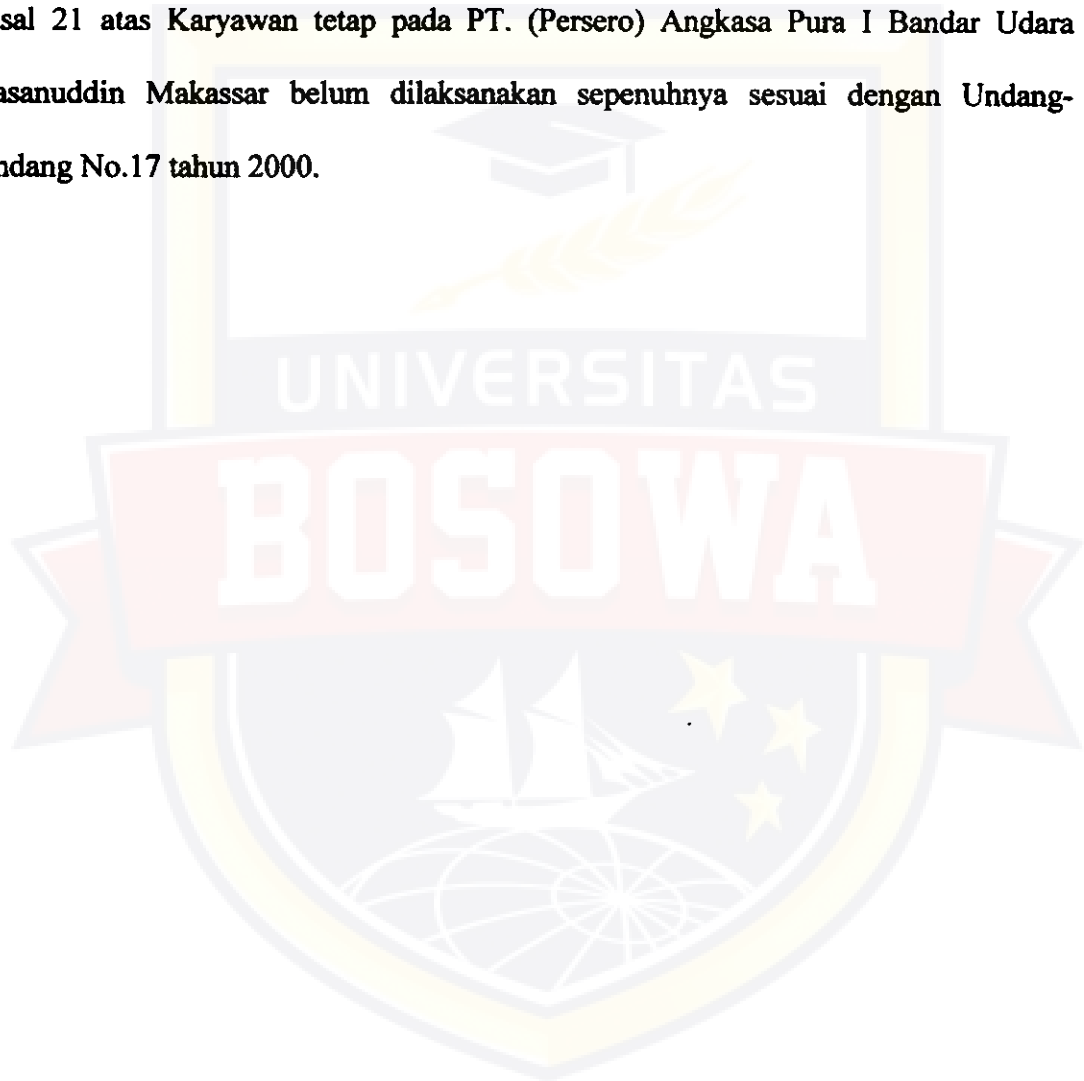 sal 21 atas Karyawan tetap pada PT. (Persero) Angkasa Pura I Bandar Udara
asanuddin Makassar belum dilaksanakan sepenuhnya sesuai dengan Undang-
ndang No.17 tahun 2000.
UNIVERSITAS
BOSOWA